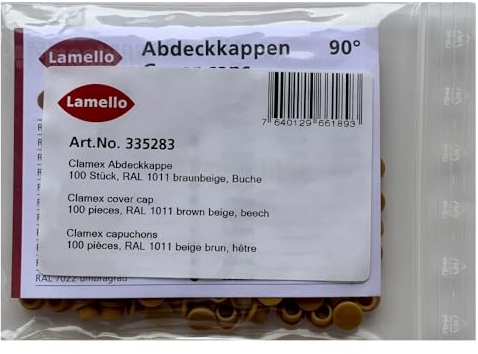 Lamello
Abdeckkappen 90°
Cover caps
Lamello
7 640129 661893
Art.No. 335283
Clamex Abdeckkappe
100 Stück, RAL 1011 braunbeige, Buche
Clamex cover cap
100 pieces, RAL 1011 brown beige, beech
Clamex capuchons
100 pièces, RAL 1011 beige brun, hêtre
RAL 7022 umbragrau